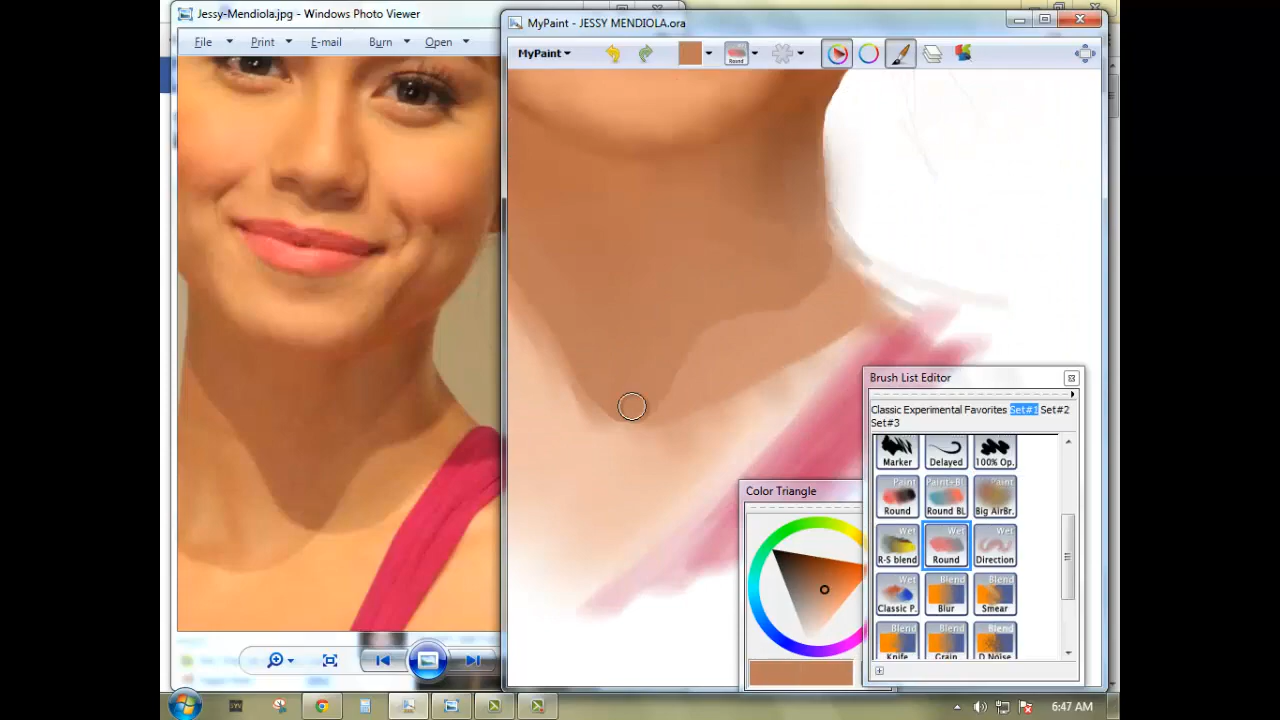 Jessy-Mendiola.jpg - Windows Photo Viewer
File Print E-mail Burn Open
MyPaint - JESSY MENDIOLA.ora
MyPaint
Round
Brush List Editor
Classic Experimental Favorites Set#1 Set#2
Set#3
Marker Delayed 100% Op.
Paint Paint+Bl Paint
Round Round BL Big AirBr.
Wet Wet Wet
R-S blend Round Direction
Wet Blend Blend
Classic P. Blur Smear
Blend Blend Blend
Knife Grain D.Noise
Color Triangle
SYV
6:47 AM